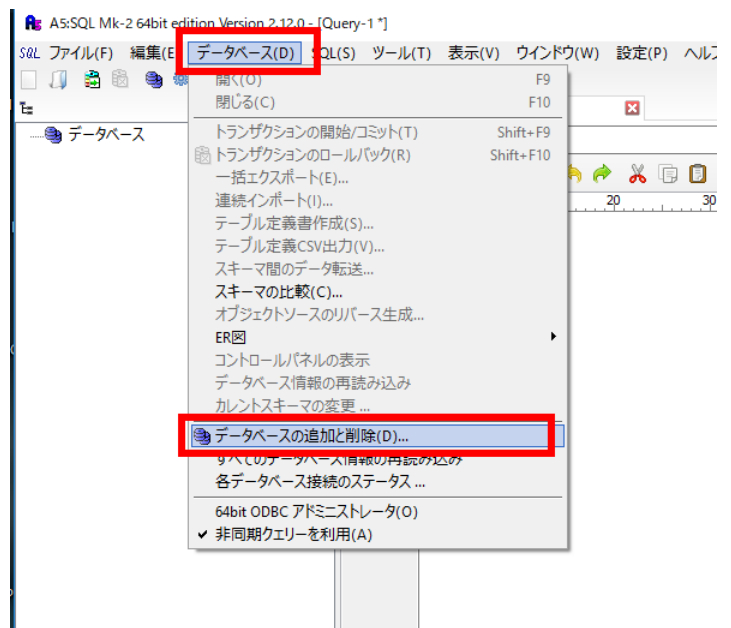 A5:SQL Mk-2 64bit edition Version 2.12.0 - [Query-1 *]
SQL ファイル(F) 編集(E データベース(D) SQL(S) ツール(T) 表示(V) ウインドウ(W) 設定(P) ヘル
開く(O) F9
閉じる(C) F10
データベース
トランザクションの開始/コミット(T) Shift+F9
トランザクションのロールバック(R) Shift+F10
一括エクスポート(E)...
連続インポート(I)...
20 30
テーブル定義書作成(S)...
テーブル定義CSV出力(V)...
スキーマ間のデータ転送...
スキーマの比較(C)...
オブジェクトソースのリバース生成...
ER図
コントロールパネルの表示
データベース情報の再読み込み
カレントスキーマの変更 ...
データベースの追加と削除(D)...
すべてのデータベース情報の再読み込み
各データベース接続のステータス ...
64bit ODBC アドミニストレータ(O)
非同期クエリーを利用(A)